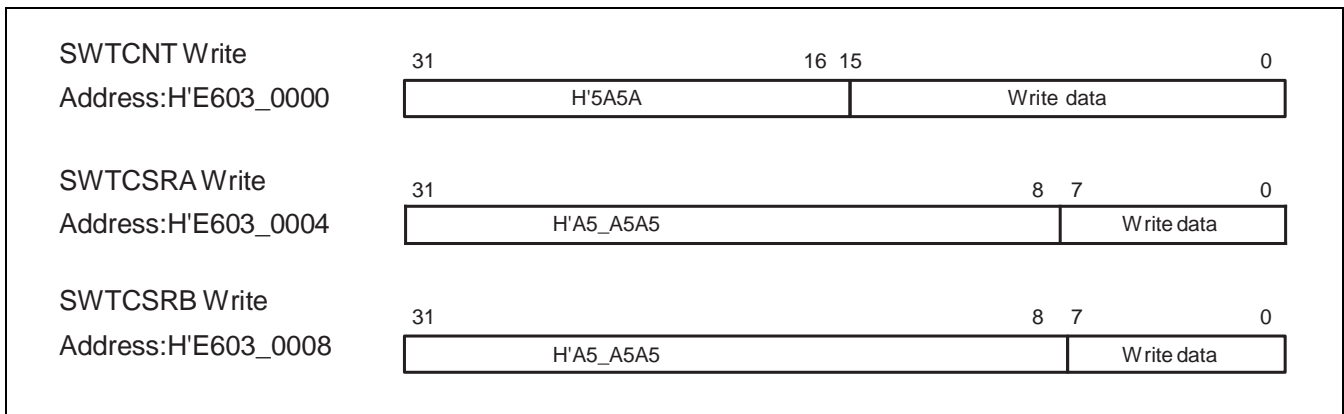 SWTCNT Write
31 16 15 0
Address:H'E603_0000
H'5A5A Write data
SWTCSRA Write
31 8 7 0
Address:H'E603_0004
H'A5_A5A5 Write data
SWTCSRB Write
31 8 7 0
Address:H'E603_0008
H'A5_A5A5 Write data